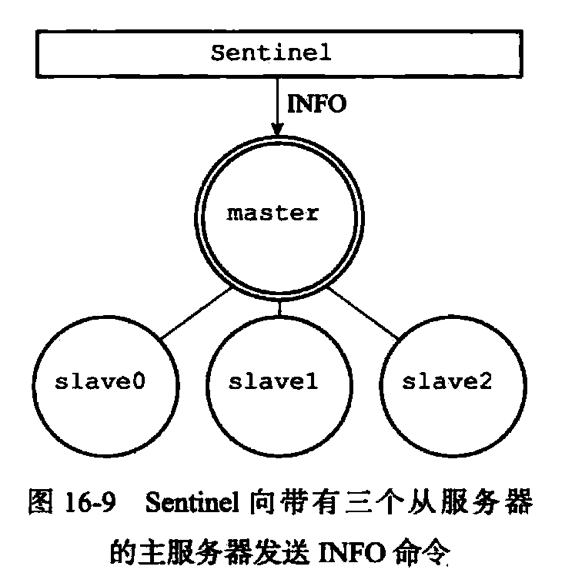 Sentinel
INFO
master
slave0 slave1 slave2
图 16-9 Sentinel 向带有三个从服务器
的主服务器发送 INFO 命令